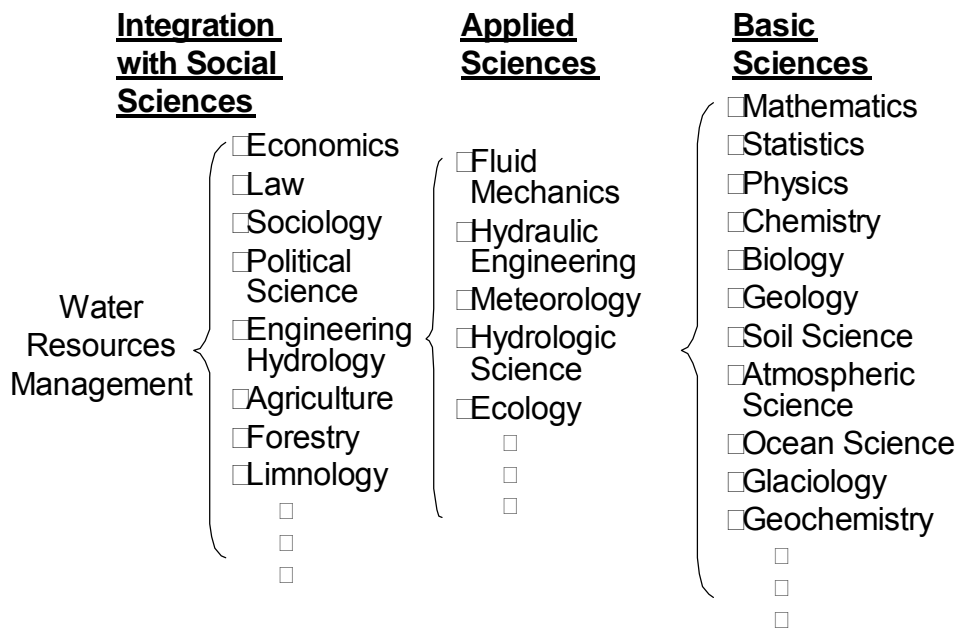 Integration
with Social
Sciences
Applied
Sciences
Basic
Sciences
Water
Resources
Management
□Economics
□Law
□Sociology
□Political
Science
□Engineering
Hydrology
□Agriculture
□Forestry
□Limnology
□
□
□
□Fluid
Mechanics
□Hydraulic
Engineering
□Meteorology
□Hydrologic
Science
□Ecology
□
□
□
□Mathematics
□Statistics
□Physics
□Chemistry
□Biology
□Geology
□Soil Science
□Atmospheric
Science
□Ocean Science
□Glaciology
□Geochemistry
□
□
□